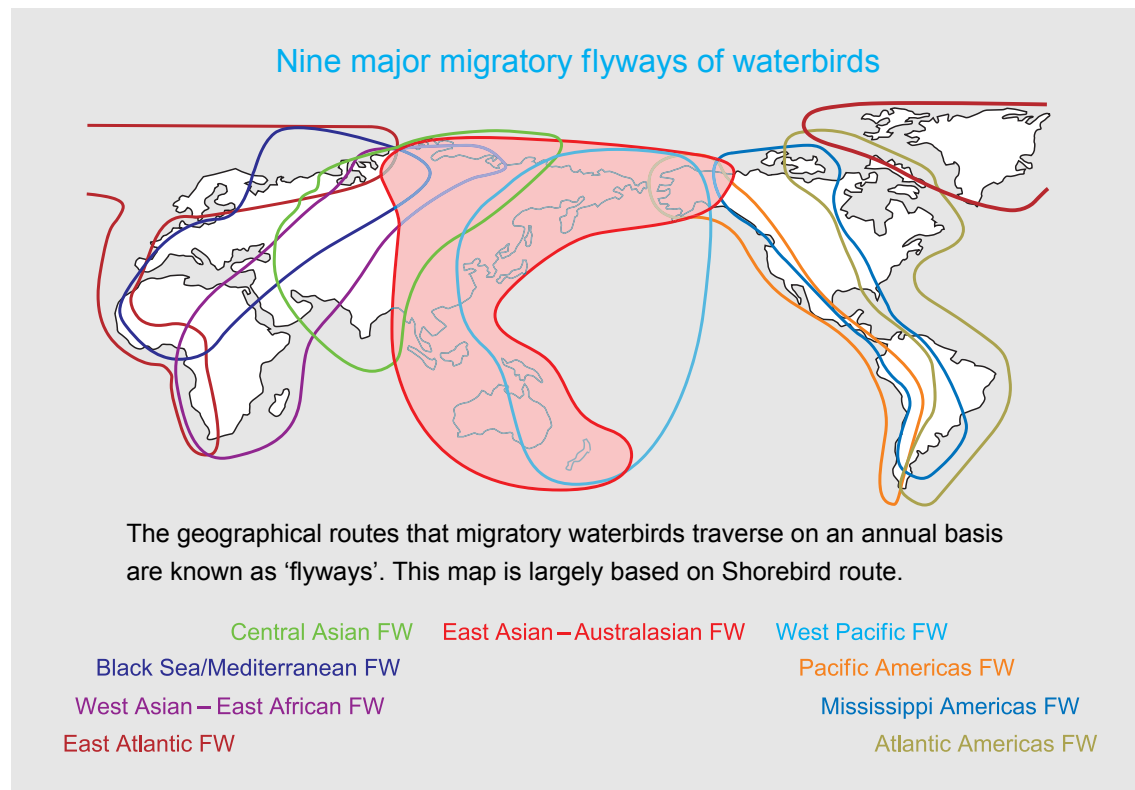 Nine major migratory flyways of waterbirds
The geographical routes that migratory waterbirds traverse on an annual basis
are known as ‘flyways’. This map is largely based on Shorebird route.
Central Asian FW East Asian – Australasian FW West Pacific FW
Black Sea/Mediterranean FW Pacific Americas FW
West Asian – East African FW Mississippi Americas FW
East Atlantic FW Atlantic Americas FW